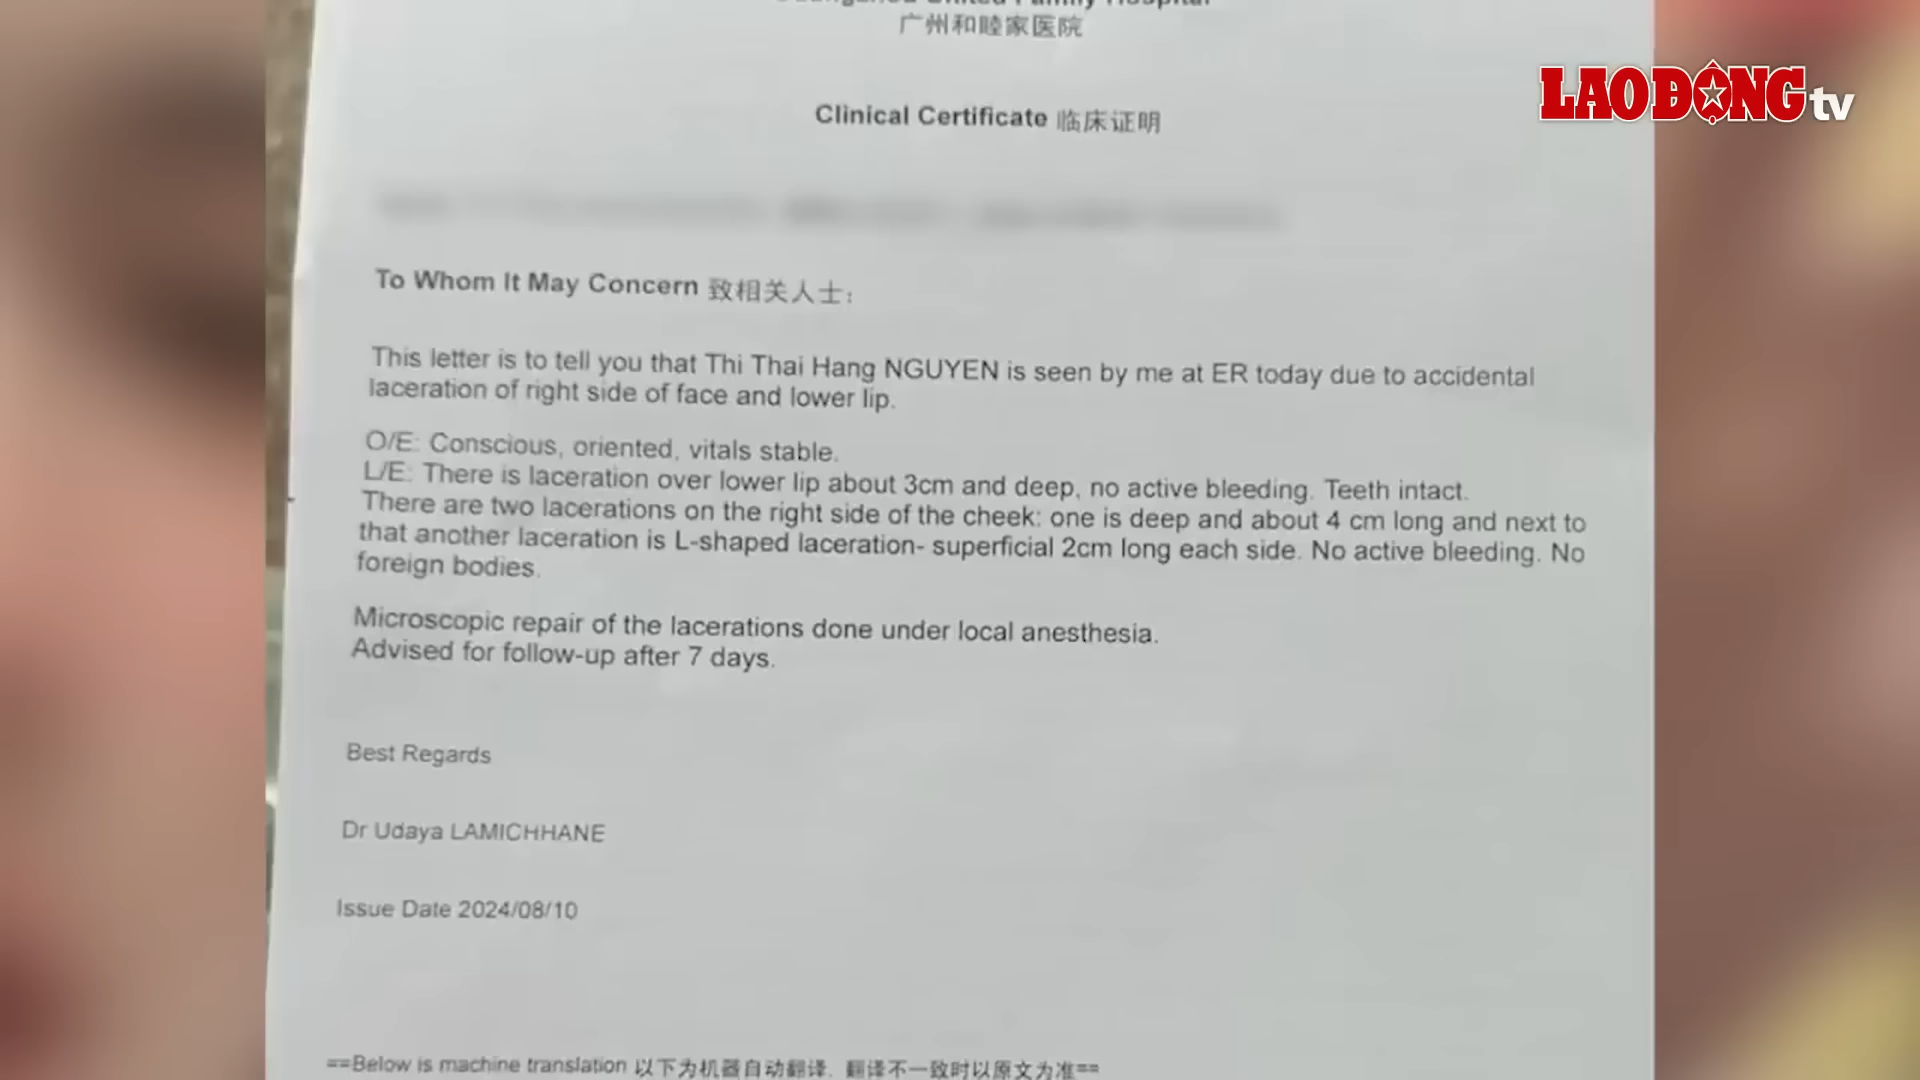 Guangzhou United Family Hospital
广州和睦家医院
LAO ĐỘNG tv
Clinical Certificate 临床证明
To Whom It May Concern 致相关人士：
This letter is to tell you that Thi Thai Hang NGUYEN is seen by me at ER today due to accidental
laceration of right side of face and lower lip.
O/E: Conscious, oriented, vitals stable.
L/E: There is laceration over lower lip about 3cm and deep, no active bleeding. Teeth intact.
There are two lacerations on the right side of the cheek: one is deep and about 4 cm long and next to
that another laceration is L-shaped laceration- superficial 2cm long each side. No active bleeding. No
foreign bodies.
Microscopic repair of the lacerations done under local anesthesia.
Advised for follow-up after 7 days.
Best Regards
Dr Udaya LAMICHHANE
Issue Date 2024/08/10
==Below is machine translation 以下为机器自动翻译. 翻译不一致时以原文为准==